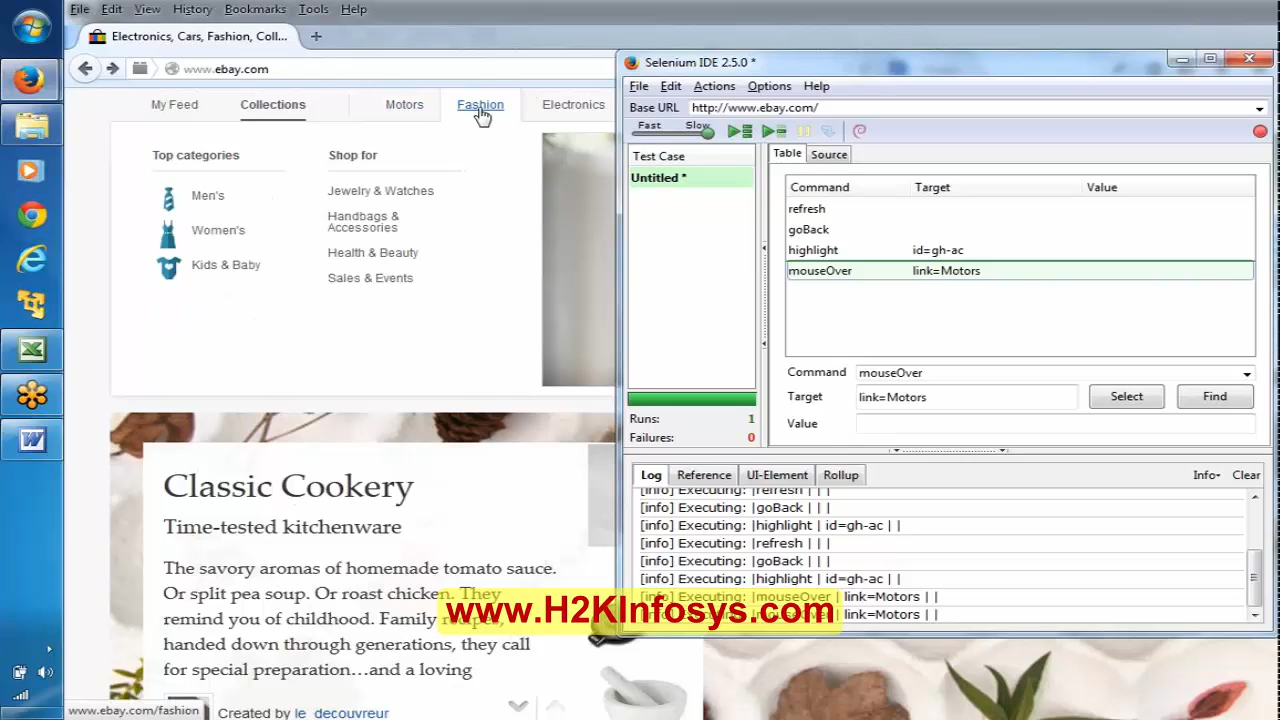 File Edit View History Bookmarks Tools Help
Electronics, Cars, Fashion, Coll...
www.ebay.com
My Feed Collections Motors Fashion Electronics
Top categories Shop for
Men's
Women's
Kids & Baby
Jewelry & Watches
Handbags &
Accessories
Health & Beauty
Sales & Events
Classic Cookery
Time-tested kitchenware
The savory aromas of homemade tomato sauce.
Or split pea soup. Or roast chicken. They
remind you of childhood. Family
handed down through generations, they call
for special preparation…and a loving
Created by le_decouvreur
www.ebay.com/fashion
Selenium IDE 2.5.0 *
File Edit Actions Options Help
Base URL http://www.ebay.com/
Fast Slow
Test Case
Untitled *
Runs: 1
Failures: 0
Table Source
Command Target Value
refresh
goBack
highlight id=gh-ac
mouseOver link=Motors
Command mouseOver
Target link=Motors Select Find
Value
Log Reference UI-Element Rollup Info Clear
[info] Executing: |refresh | | |
[info] Executing: |goBack | | |
[info] Executing: |highlight | id=gh-ac | |
[info] Executing: |refresh | | |
[info] Executing: |goBack | | |
[info] Executing: |highlight | id=gh-ac | |
[info] Executing: |mouseOver | link=Motors | |
[info] Executing: |mouseOver | link=Motors | |
www.H2KInfosys.com